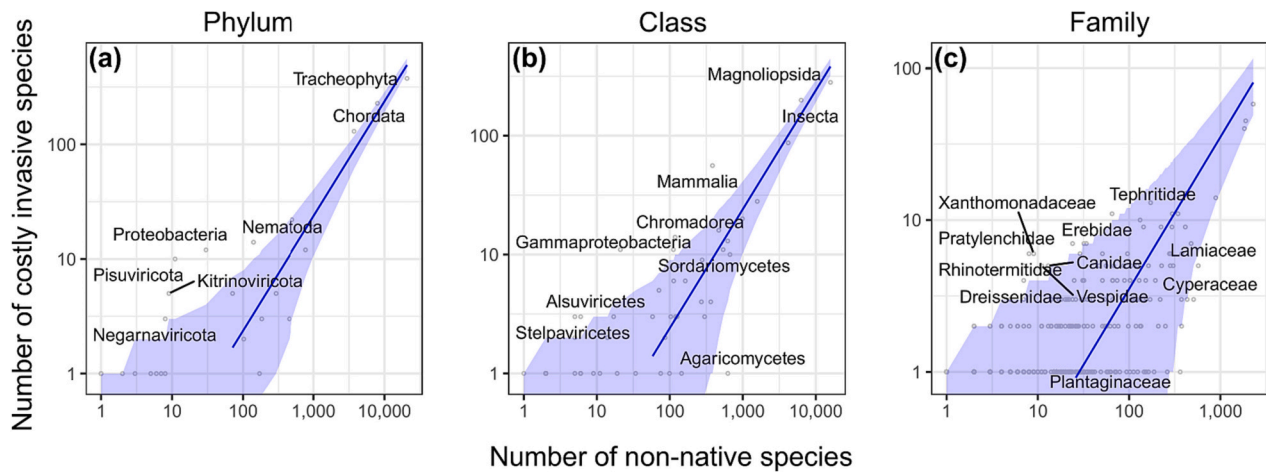 Phylum
Class
Family
Number of costly invasive species
(a)
100
10
1
Tracheophyta
Chordata
Nematoda
Proteobacteria
Pisuviricota
Kitrinoviricota
Negarnaviricota
1
10
100
1,000
10,000
(b)
100
10
1
Magnoliopsida
Insecta
Mammalia
Chromadorea
Gammaproteobacteria
Sordariomycetes
Alsuviricetes
Stelpaviricetes
Agaricomycetes
1
10
100
1,000
10,000
(c)
100
10
1
Xanthomonadaceae
Tephritidae
Pratylenchidae
Erebidae
Lamiaceae
Rhinotermitidae
Canidae
Cyperaceae
Dreissenidae
Vespidae
Plantaginaceae
1
10
100
1,000
Number of non-native species